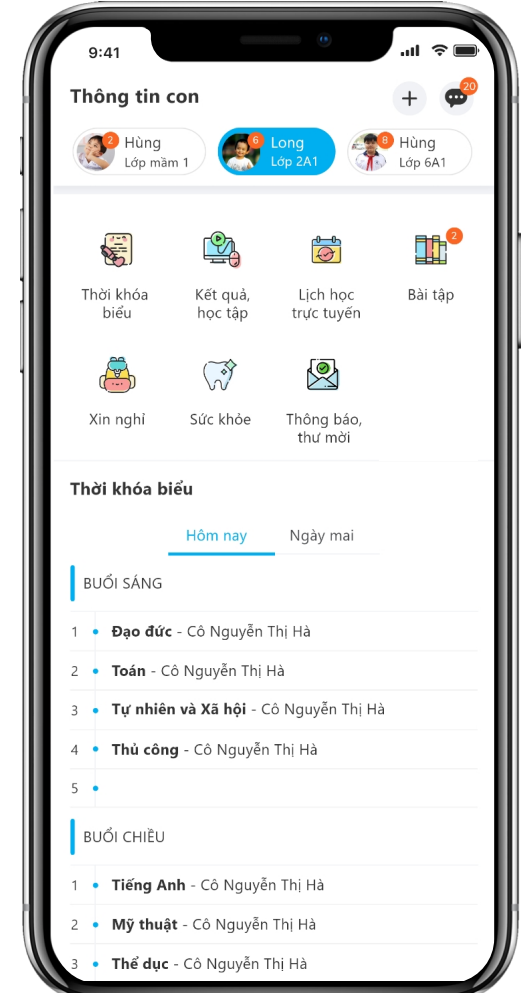 9:41
Thông tin con
20
2
Hùng
Lớp mầm 1
6
Long
Lớp 2A1
8
Hùng
Lớp 6A1
2
Thời khóa
biểu
Kết quả,
học tập
Lịch học
trực tuyến
Bài tập
Xin nghỉ
Sức khỏe
Thông báo,
thư mời
Thời khóa biểu
Hôm nay
Ngày mai
BUỔI SÁNG
1 Đạo đức - Cô Nguyễn Thị Hà
2 Toán - Cô Nguyễn Thị Hà
3 Tự nhiên và Xã hội - Cô Nguyễn Thị Hà
4 Thủ công - Cô Nguyễn Thị Hà
5
BUỔI CHIỀU
1 Tiếng Anh - Cô Nguyễn Thị Hà
2 Mỹ thuật - Cô Nguyễn Thị Hà
3 Thể dục - Cô Nguyễn Thị Hà